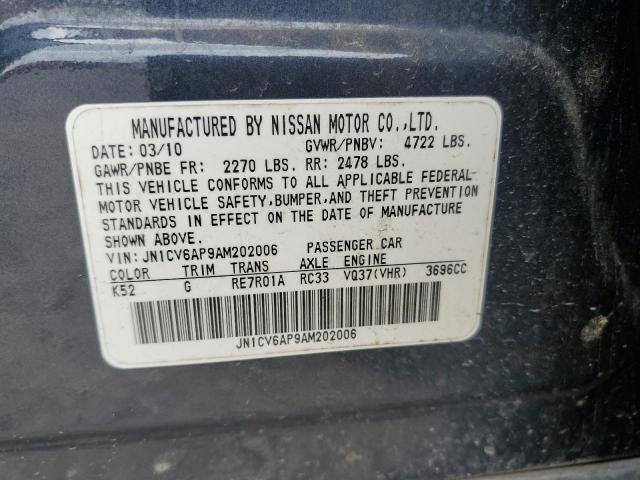 MANUFACTURED BY NISSAN MOTOR CO.,LTD.
DATE: 03/10 GVWR/PNBV: 4722 LBS.
GAWR/PNBE FR: 2270 LBS. RR: 2478 LBS.
THIS VEHICLE CONFORMS TO ALL APPLICABLE FEDERAL
MOTOR VEHICLE SAFETY,BUMPER,AND THEFT PREVENTION
STANDARDS IN EFFECT ON THE DATE OF MANUFACTURE
SHOWN ABOVE.
VIN: JN1CV6AP9AM202006 PASSENGER CAR
COLOR TRIM TRANS AXLE ENGINE
K52 G RE7R01A RC33 VQ37(VHR) 3696CC
JN1CV6AP9AM202006